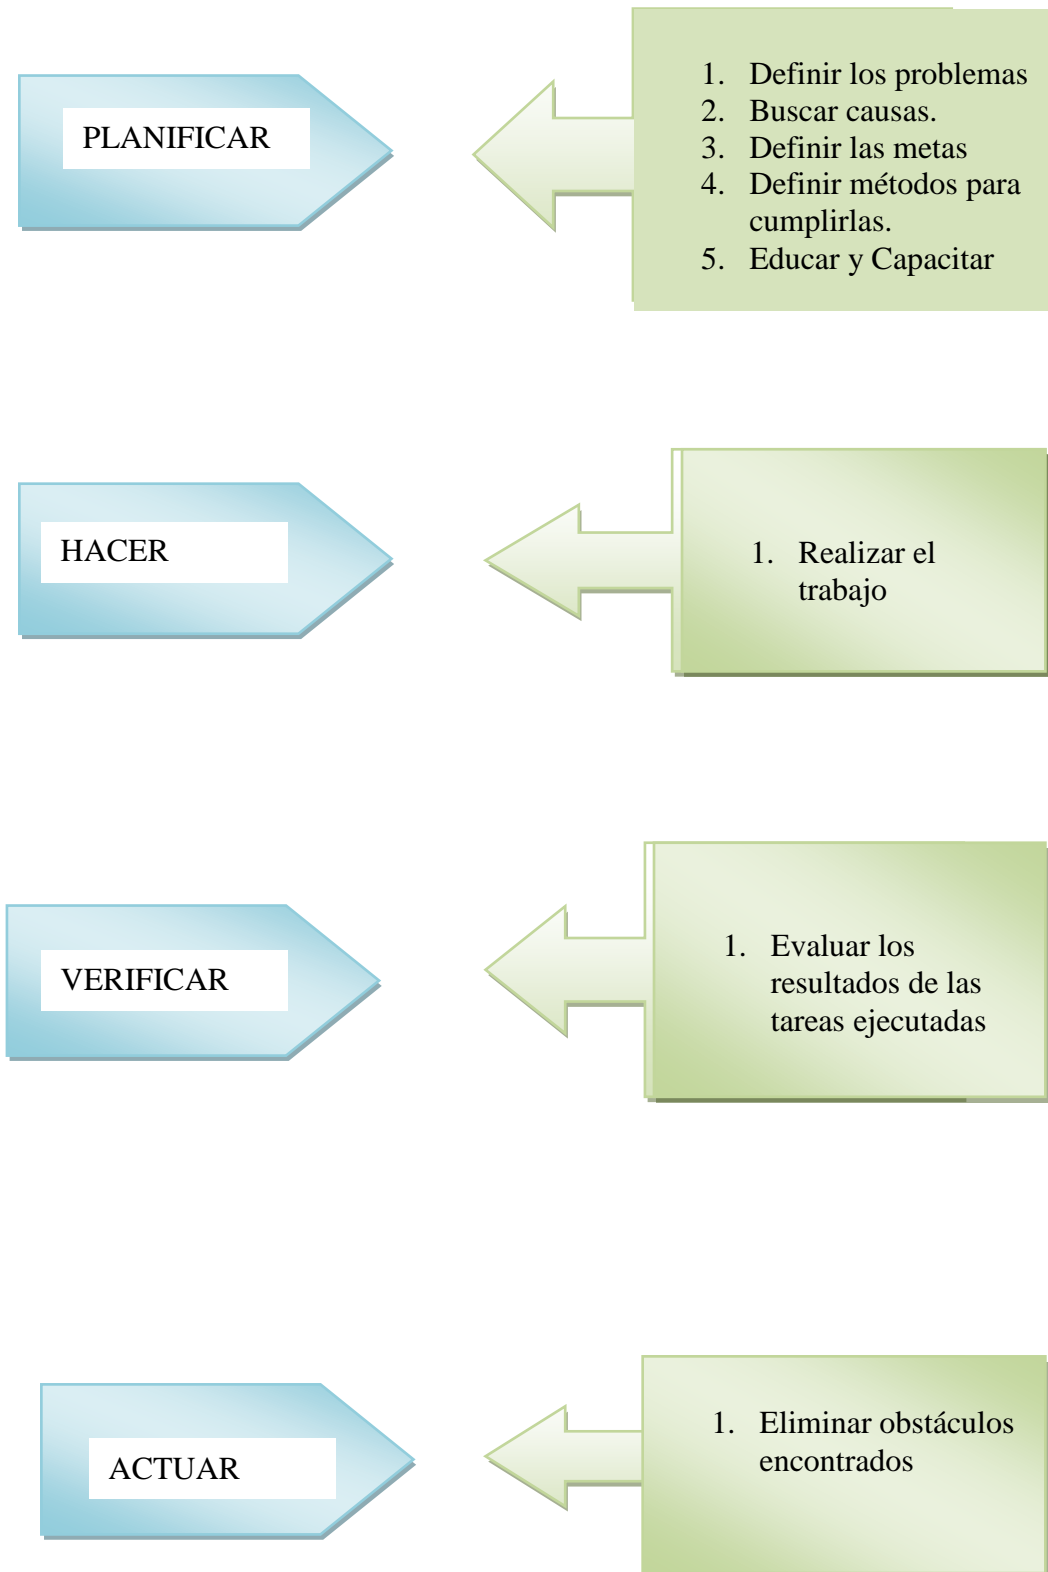 PLANIFICAR
1. Definir los problemas
2. Buscar causas.
3. Definir las metas
4. Definir métodos para
cumplirlas.
5. Educar y Capacitar
HACER
1. Realizar el
trabajo
VERIFICAR
1. Evaluar los
resultados de las
tareas ejecutadas
ACTUAR
1. Eliminar obstáculos
encontrados